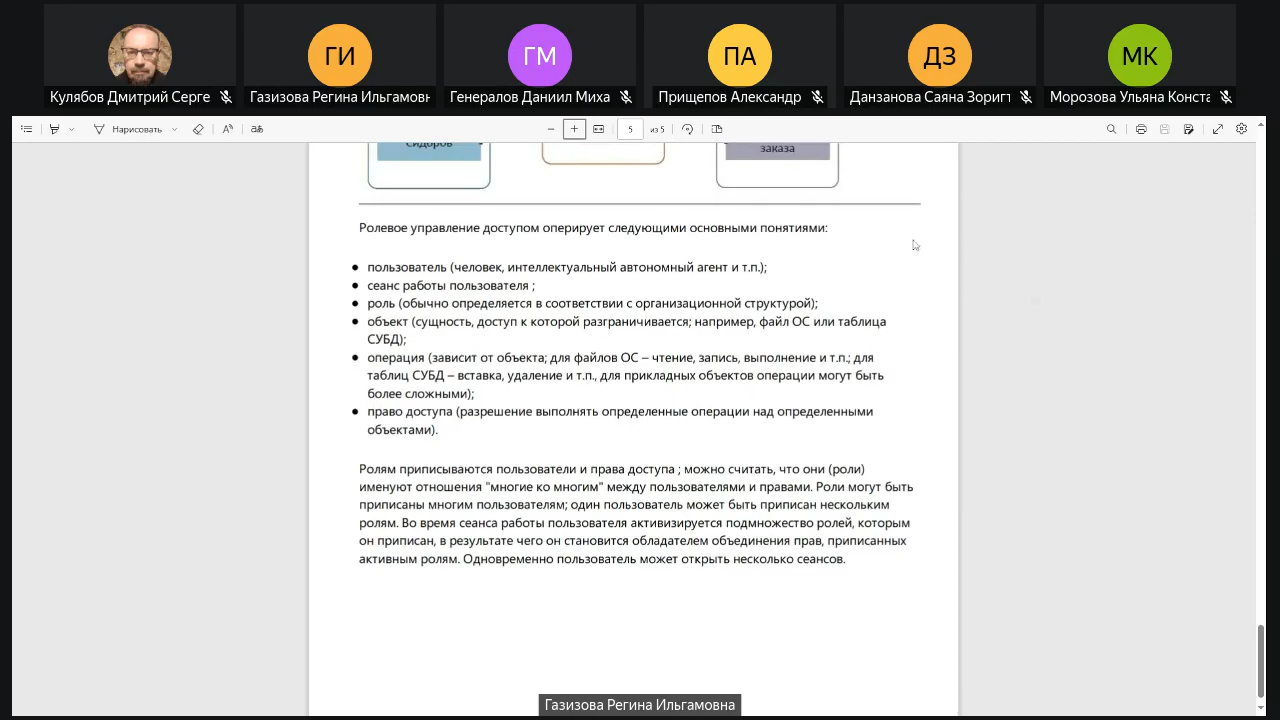 ГИ
ГМ
ПА
ДЗ
МК
Кулябов Дмитрий Серге
Газизова Регина Ильгамовн
Генералов Даниил Миха
Прищепов Александр
Данзанова Саяна Зориг
Морозова Ульяна Конста
Нарисовать
5
из 5
Сидоров
заказа
Ролевое управление доступом оперирует следующими основными понятиями:
● пользователь (человек, интеллектуальный автономный агент и т.п.);
● сеанс работы пользователя ;
● роль (обычно определяется в соответствии с организационной структурой);
● объект (сущность, доступ к которой разграничивается; например, файл ОС или таблица
СУБД);
● операция (зависит от объекта; для файлов ОС – чтение, запись, выполнение и т.п.; для
таблиц СУБД – вставка, удаление и т.п., для прикладных объектов операции могут быть
более сложными);
● право доступа (разрешение выполнять определенные операции над определенными
объектами).
Ролям приписываются пользователи и права доступа ; можно считать, что они (роли)
именуют отношения "многие ко многим" между пользователями и правами. Роли могут быть
приписаны многим пользователям; один пользователь может быть приписан нескольким
ролям. Во время сеанса работы пользователя активизируется подмножество ролей, которым
он приписан, в результате чего он становится обладателем объединения прав, приписанных
активным ролям. Одновременно пользователь может открыть несколько сеансов.
Газизова Регина Ильгамовна